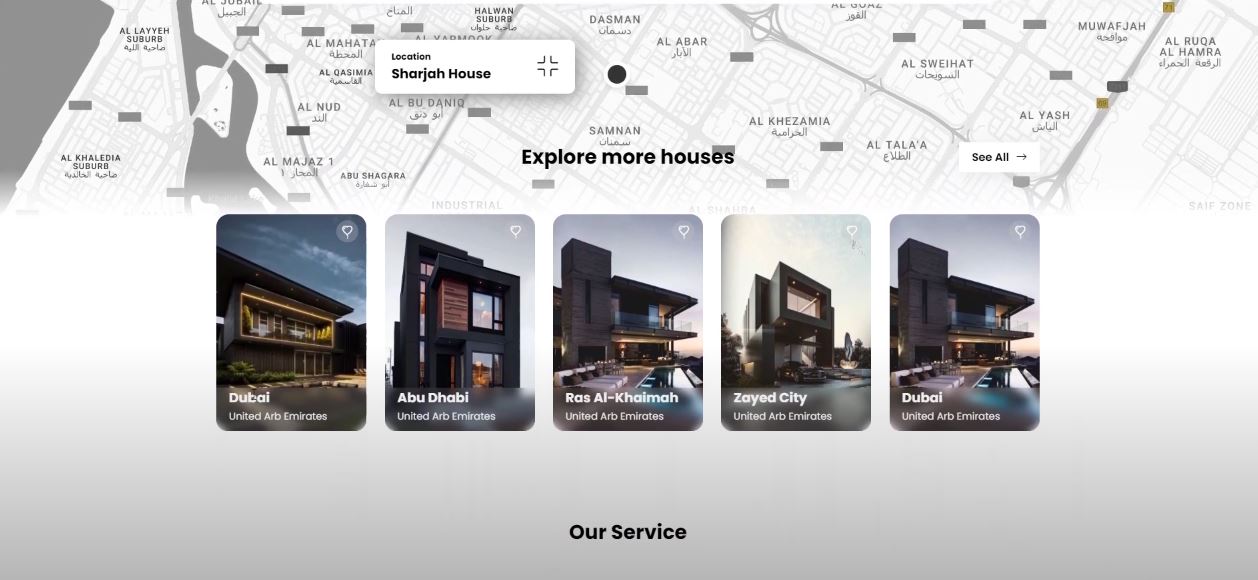 AL JUBAIL
الجبيل
المناخ
HALWAN
SUBURB
ضاحية حلوان
DASMAN
دسمان
AL GOAZ
القوز
71
AL LAYYEH
SUBURB
ضاحية اللية
AL MAHATAH
المحطة
AL YARMOOK
AL ABAR
الآبار
MUWAFJAH
موافجة
AL RUQA
AL HAMRA
الرقعة الحمراء
Location
Sharjah House
AL QASIMIA
القاسمية
AL SWEIHAT
السويحات
AL NUD
الند
AL BU DANIQ
أبو دنق
AL KHEZAMIA
الخزامية
AL YASH
الياش
SAMNAN
سمنان
AL TALA'A
الطلاع
Explore more houses
See All
AL KHALEDIA
SUBURB
ضاحية الخالدية
AL MAJAZ 1
المجاز ١
ABU SHAGARA
أبو شغارة
INDUSTRIAL
AL SHAHBA
SAIF ZONE
Dubai
United Arb Emirates
Abu Dhabi
United Arb Emirates
Ras Al-Khaimah
United Arb Emirates
Zayed City
United Arb Emirates
Dubai
United Arb Emirates
Our Service